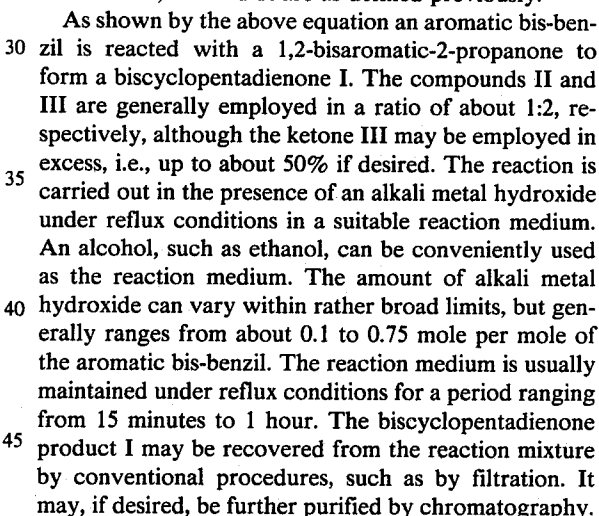 As shown by the above equation an aromatic bis-ben-
30 zil is reacted with a 1,2-bisaromatic-2-propanone to
form a biscyclopentadienone I. The compounds II and
III are generally employed in a ratio of about 1:2, re-
spectively, although the ketone III may be employed in
excess, i.e., up to about 50% if desired. The reaction is
35 carried out in the presence of an alkali metal hydroxide
under reflux conditions in a suitable reaction medium.
An alcohol, such as ethanol, can be conveniently used
as the reaction medium. The amount of alkali metal
40 hydroxide can vary within rather broad limits, but gen-
erally ranges from about 0.1 to 0.75 mole per mole of
the aromatic bis-benzil. The reaction medium is usually
maintained under reflux conditions for a period ranging
from 15 minutes to 1 hour. The biscyclopentadienone
45 product I may be recovered from the reaction mixture
by conventional procedures, such as by filtration. It
may, if desired, be further purified by chromatography.